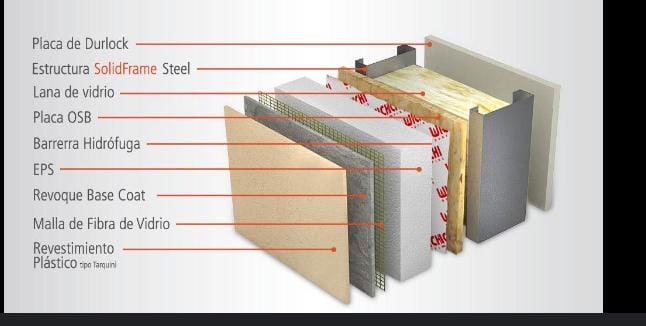 Placa de Durlock
Estructura SolidFrame Steel
Lana de vidrio
Placa OSB
Barrerra Hidrófuga
EPS
Revoque Base Coat
Malla de Fibra de Vidrio
Revestimiento
Plástico tipo Tarquini
WICHI